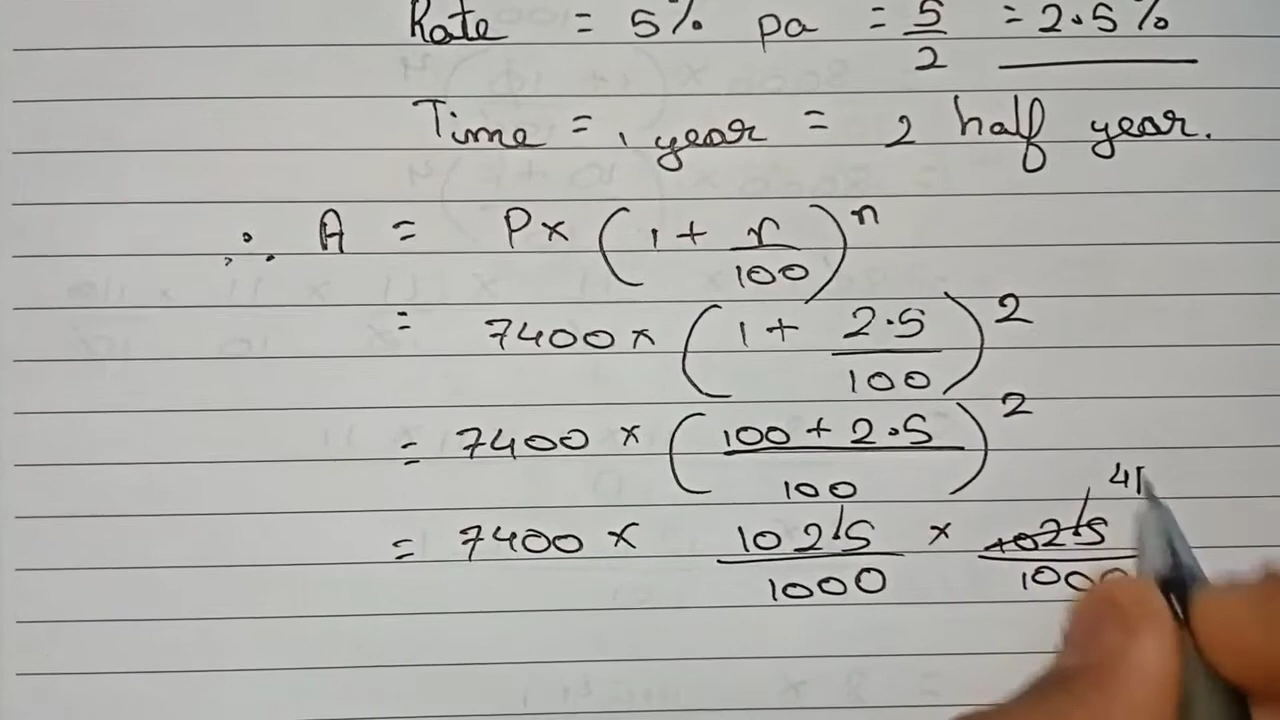 Rate = 5% pa = 5/2 = 2.5%
Time = 1 year = 2 half year.
∴ A = P× (1 + r/100)^n
= 7400 × (1 + 2.5/100)^2
= 7400 × (100 + 2.5/100)^2
41
= 7400 × 1025/1000 × 1025/1000